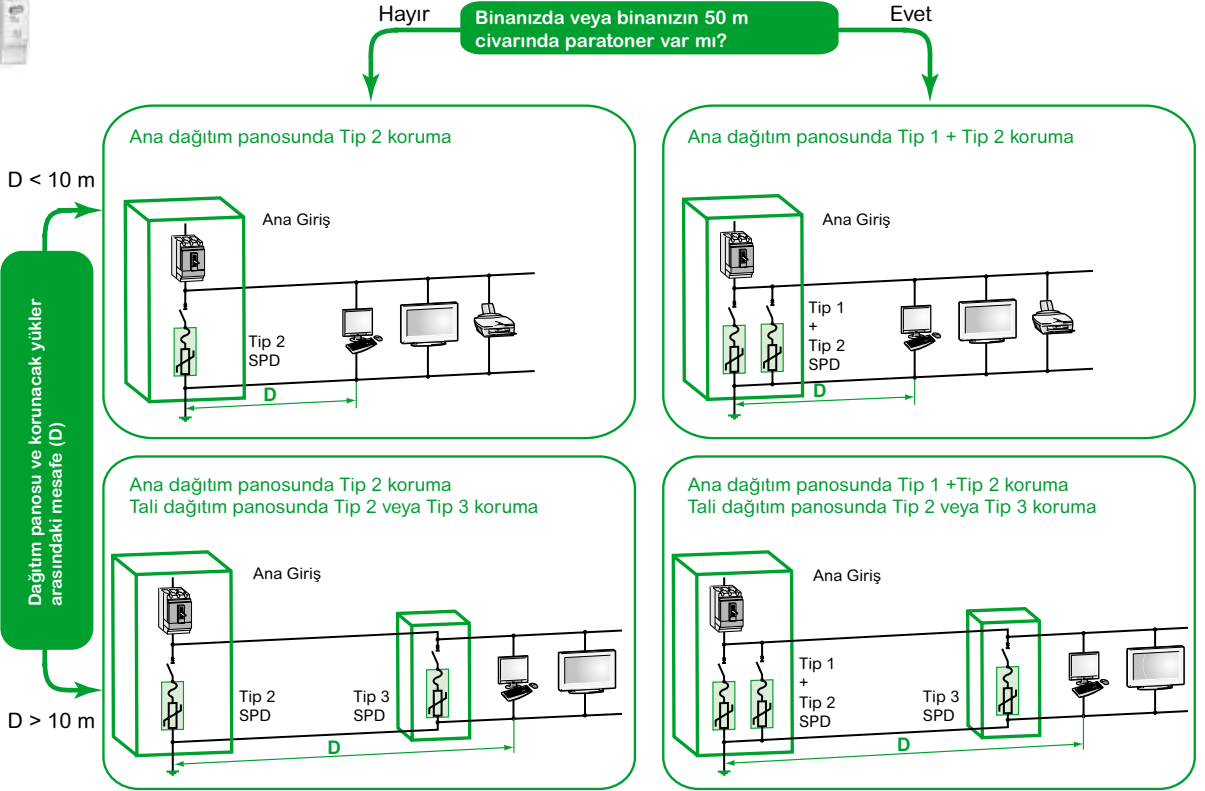 Hayır
Binanızda veya binanızın 50 m
civarında paratoner var mı?
Evet
D < 10 m
Dağıtım panosu ve korunacak yükler
arasındaki mesafe (D)
D > 10 m
Ana dağıtım panosunda Tip 2 koruma
Ana Giriş
Tip 2
SPD
D
Ana dağıtım panosunda Tip 1 + Tip 2 koruma
Ana Giriş
Tip 1
+
Tip 2
SPD
D
Ana dağıtım panosunda Tip 2 koruma
Tali dağıtım panosunda Tip 2 veya Tip 3 koruma
Ana Giriş
Tip 2
SPD
Tip 3
SPD
D
Ana dağıtım panosunda Tip 1 +Tip 2 koruma
Tali dağıtım panosunda Tip 2 veya Tip 3 koruma
Ana Giriş
Tip 1
+
Tip 2
SPD
Tip 3
SPD
D